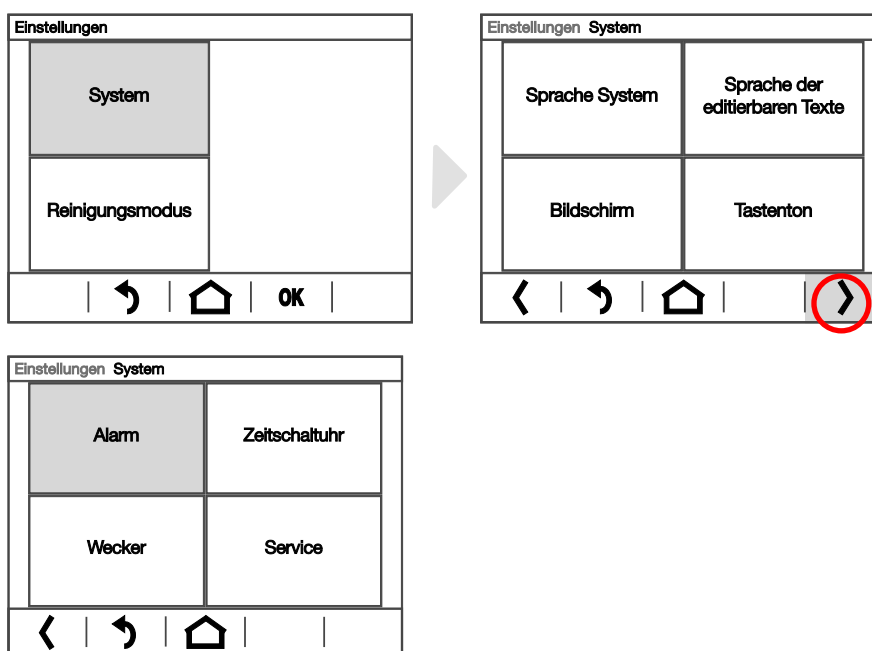 Einstellungen
System
Reinigungsmodus
OK
Einstellungen System
Sprache System
Sprache der
editierbaren Texte
Bildschirm
Tastenton
Einstellungen System
Alarm
Zeitschaltuhr
Wecker
Service